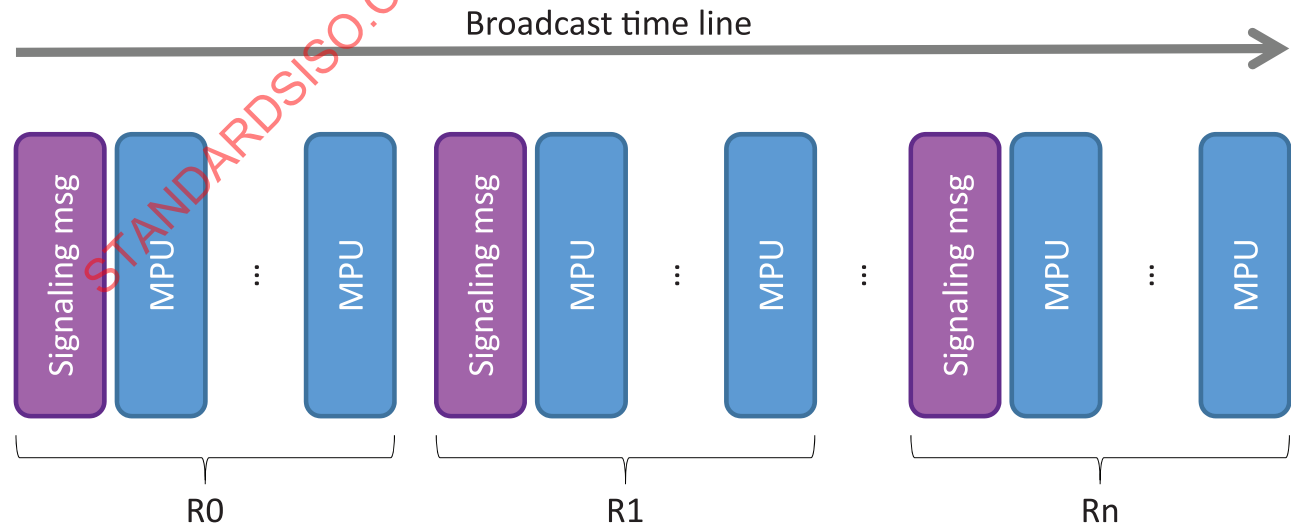 Broadcast time line
STANDARDSISO.C
Signaling msg
MPU
...
MPU
Signaling msg
MPU
...
MPU
...
Signaling msg
MPU
...
MPU
R0
R1
Rn